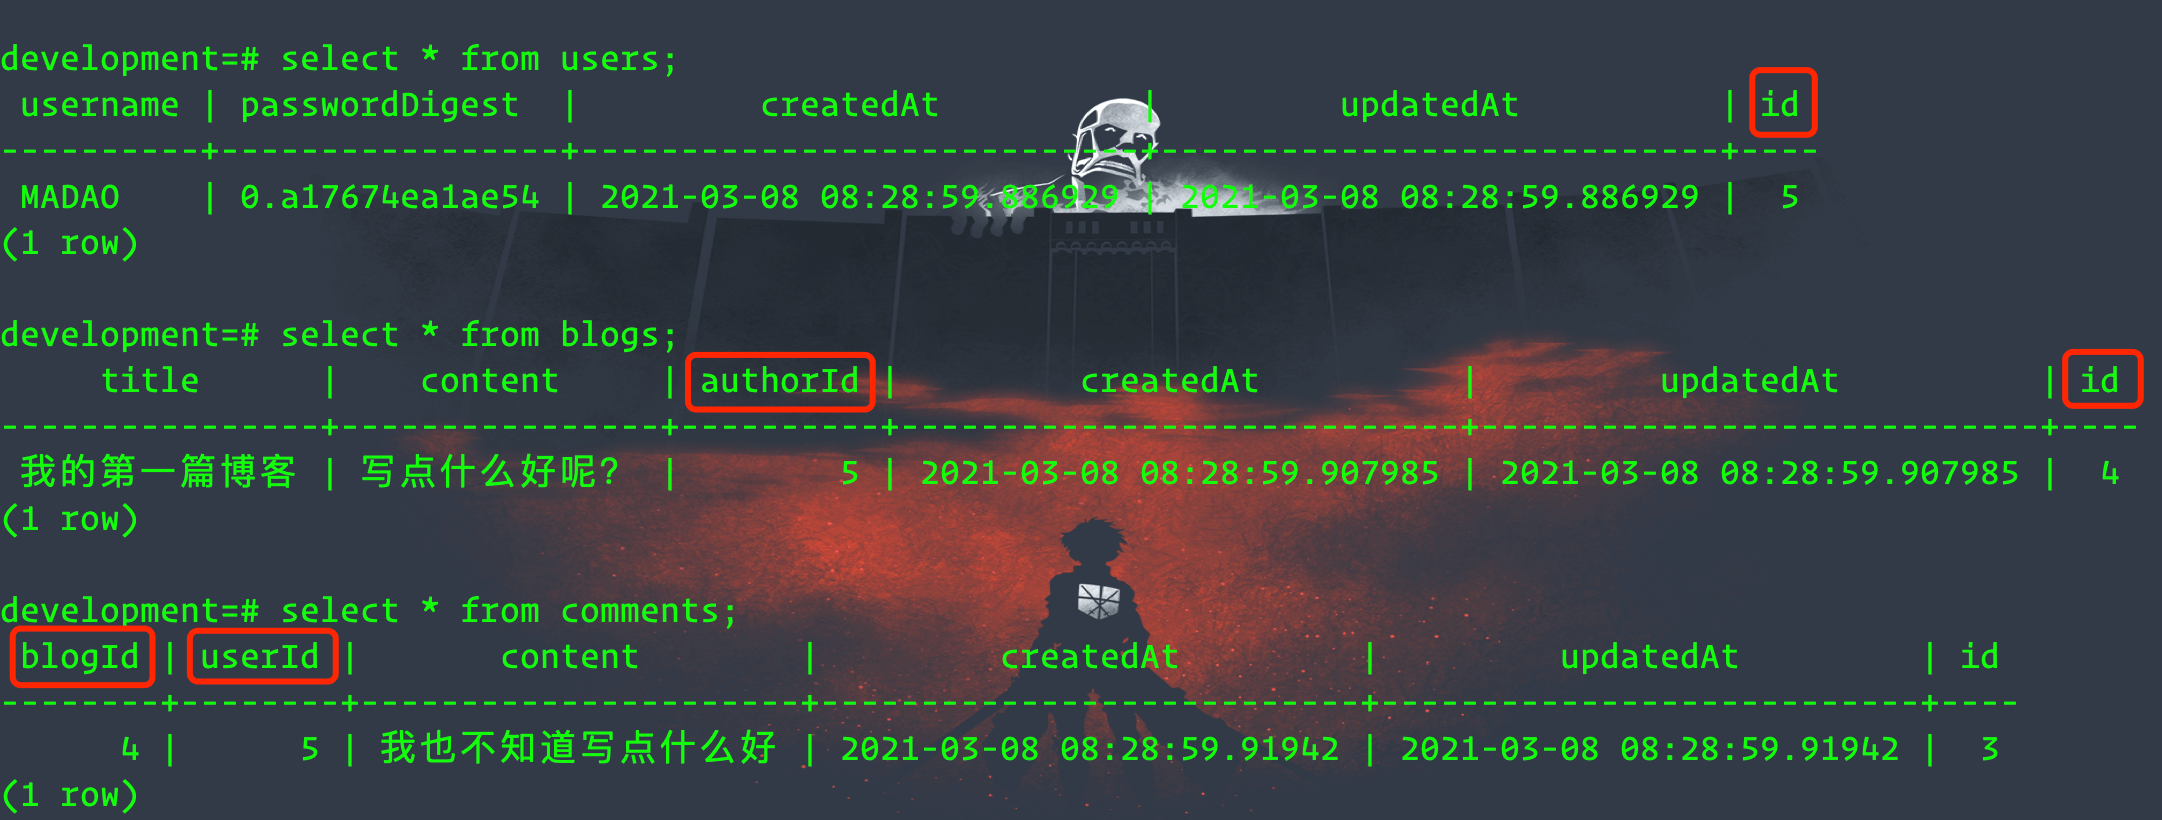 development=# select * from users;
 username | passwordDigest  |         createdAt          |         updatedAt          | id
----------+-----------------+----------------------------+----------------------------+----
 MADAO    | 0.a17674ea1ae54 | 2021-03-08 08:28:59.886929 | 2021-03-08 08:28:59.886929 |  5
(1 row)
development=# select * from blogs;
     title      |    content     | authorId |         createdAt          |         updatedAt          | id
----------------+----------------+----------+----------------------------+----------------------------+----
 我的第一篇博客 | 写点什么好呢？ |        5 | 2021-03-08 08:28:59.907985 | 2021-03-08 08:28:59.907985 |  4
(1 row)
development=# select * from comments;
 blogId | userId |       content        |         createdAt         |         updatedAt         | id
--------+--------+----------------------+---------------------------+---------------------------+----
      4 |      5 | 我也不知道写点什么好 | 2021-03-08 08:28:59.91942 | 2021-03-08 08:28:59.91942 |  3
(1 row)